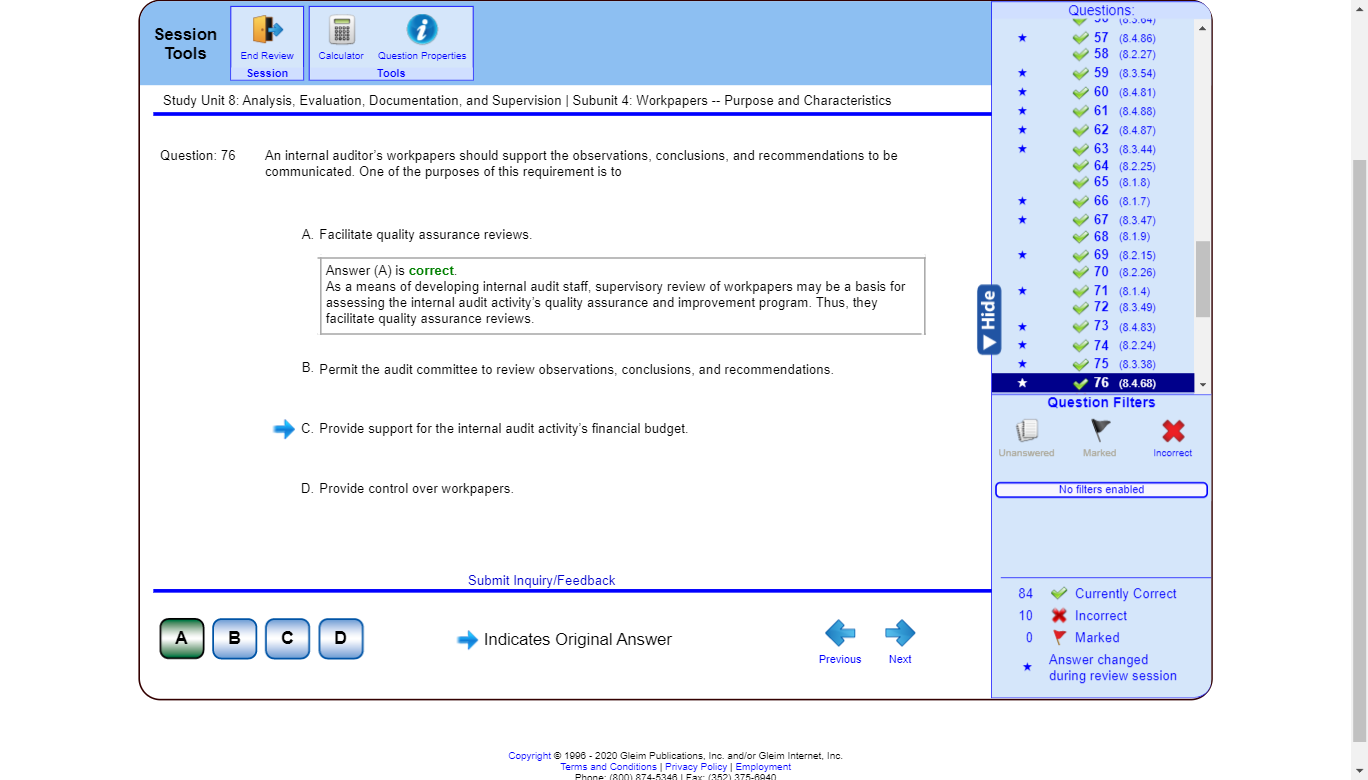 Session
Tools
End Review
Session
Calculator
Question Properties
Tools
Study Unit 8: Analysis, Evaluation, Documentation, and Supervision | Subunit 4: Workpapers -- Purpose and Characteristics
Question: 76
An internal auditor's workpapers should support the observations, conclusions, and recommendations to be
communicated. One of the purposes of this requirement is to
A. Facilitate quality assurance reviews.
Answer (A) is correct.
As a means of developing internal audit staff, supervisory review of workpapers may be a basis for
assessing the internal audit activity's quality assurance and improvement program. Thus, they
facilitate quality assurance reviews.
B. Permit the audit committee to review observations, conclusions, and recommendations.
C. Provide support for the internal audit activity's financial budget.
D. Provide control over workpapers.
Submit Inquiry/Feedback
A B C D
Indicates Original Answer
Previous
Next
Hide
Questions:
56 (8.3.64)
57 (8.4.86)
58 (8.2.27)
59 (8.3.54)
60 (8.4.81)
61 (8.4.88)
62 (8.4.87)
63 (8.3.44)
64 (8.2.25)
65 (8.1.8)
66 (8.1.7)
67 (8.3.47)
68 (8.1.9)
69 (8.2.15)
70 (8.2.26)
71 (8.1.4)
72 (8.3.49)
73 (8.4.83)
74 (8.2.24)
75 (8.3.38)
76 (8.4.68)
Question Filters
Unanswered
Marked
Incorrect
No filters enabled
84 Currently Correct
10 Incorrect
0 Marked
Answer changed
during review session
Copyright © 1996 - 2020 Gleim Publications, Inc. and/or Gleim Internet, Inc.
Terms and Conditions | Privacy Policy | Employment
Phone: (800) 874-5346 | Fax: (352) 375-6940